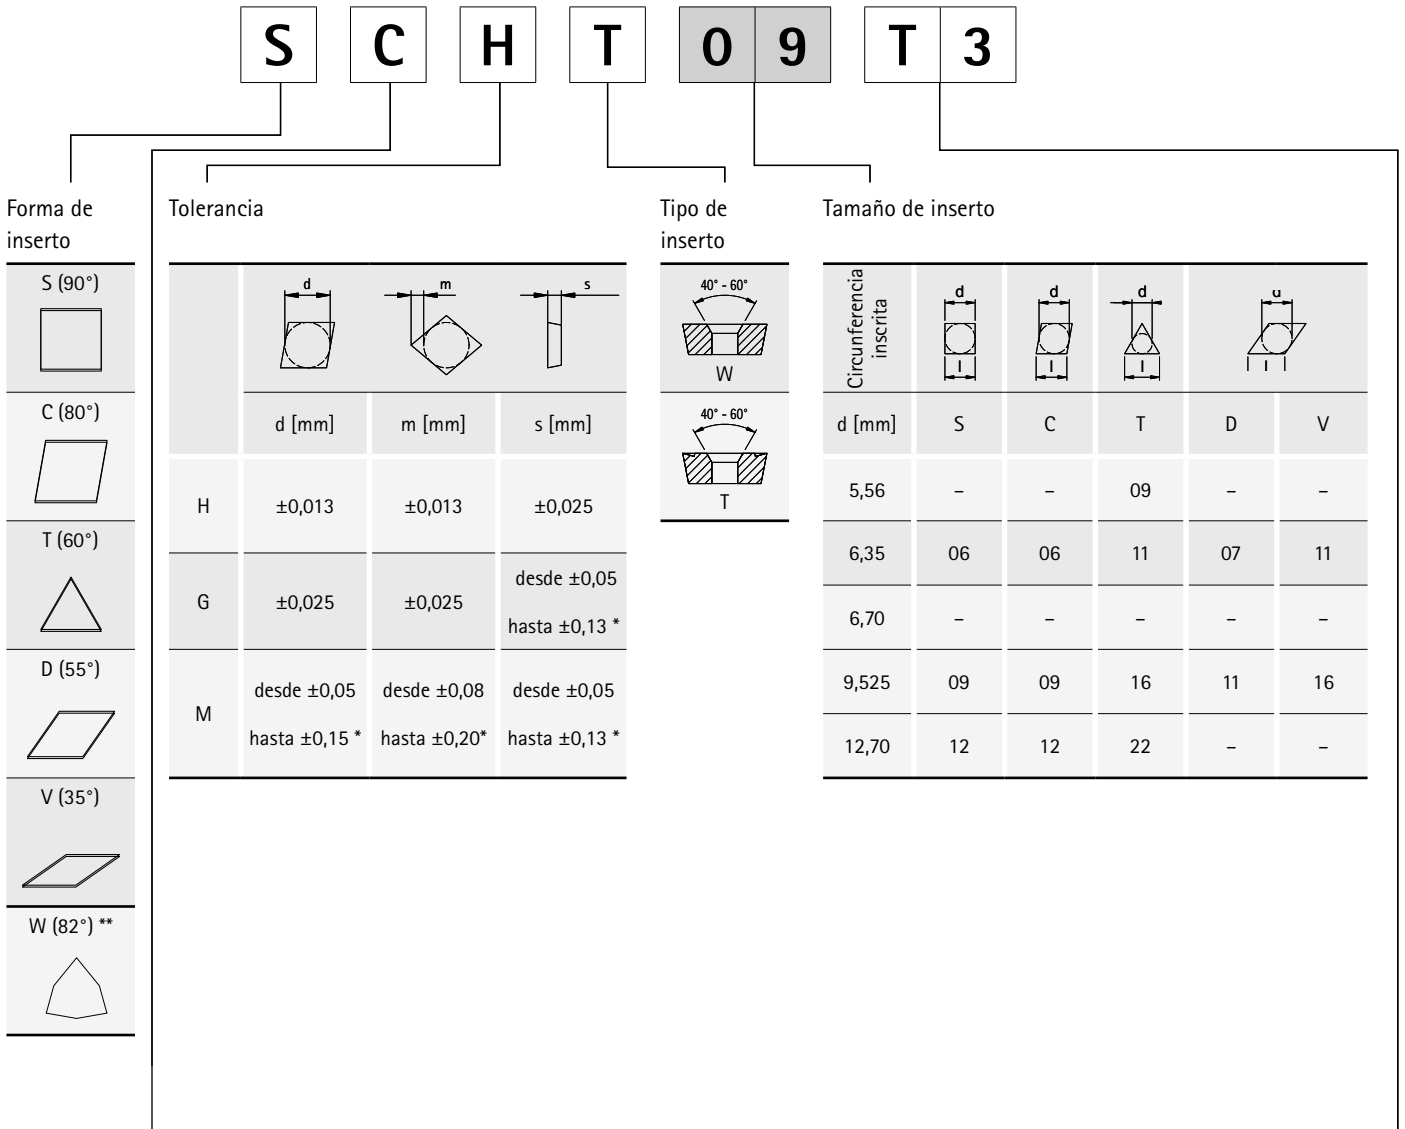 S C H T 0 9 T 3
Forma de
inserto
S (90°)
C (80°)
T (60°)
D (55°)
V (35°)
W (82°) **
Tolerancia
d m s
d [mm] m [mm] s [mm]
H ±0,013 ±0,013 ±0,025
G ±0,025 ±0,025 desde ±0,05
hasta ±0,13 *
M desde ±0,05 desde ±0,08 desde ±0,05
hasta ±0,15 * hasta ±0,20* hasta ±0,13 *
Tipo de
inserto
40° - 60°
W
40° - 60°
T
Tamaño de inserto
Circunferencia
inscrita
d d d d
l l l l
d [mm] S C T D V
5,56 – – 09 – –
6,35 06 06 11 07 11
6,70 – – – – –
9,525 09 09 16 11 16
12,70 12 12 22 – –